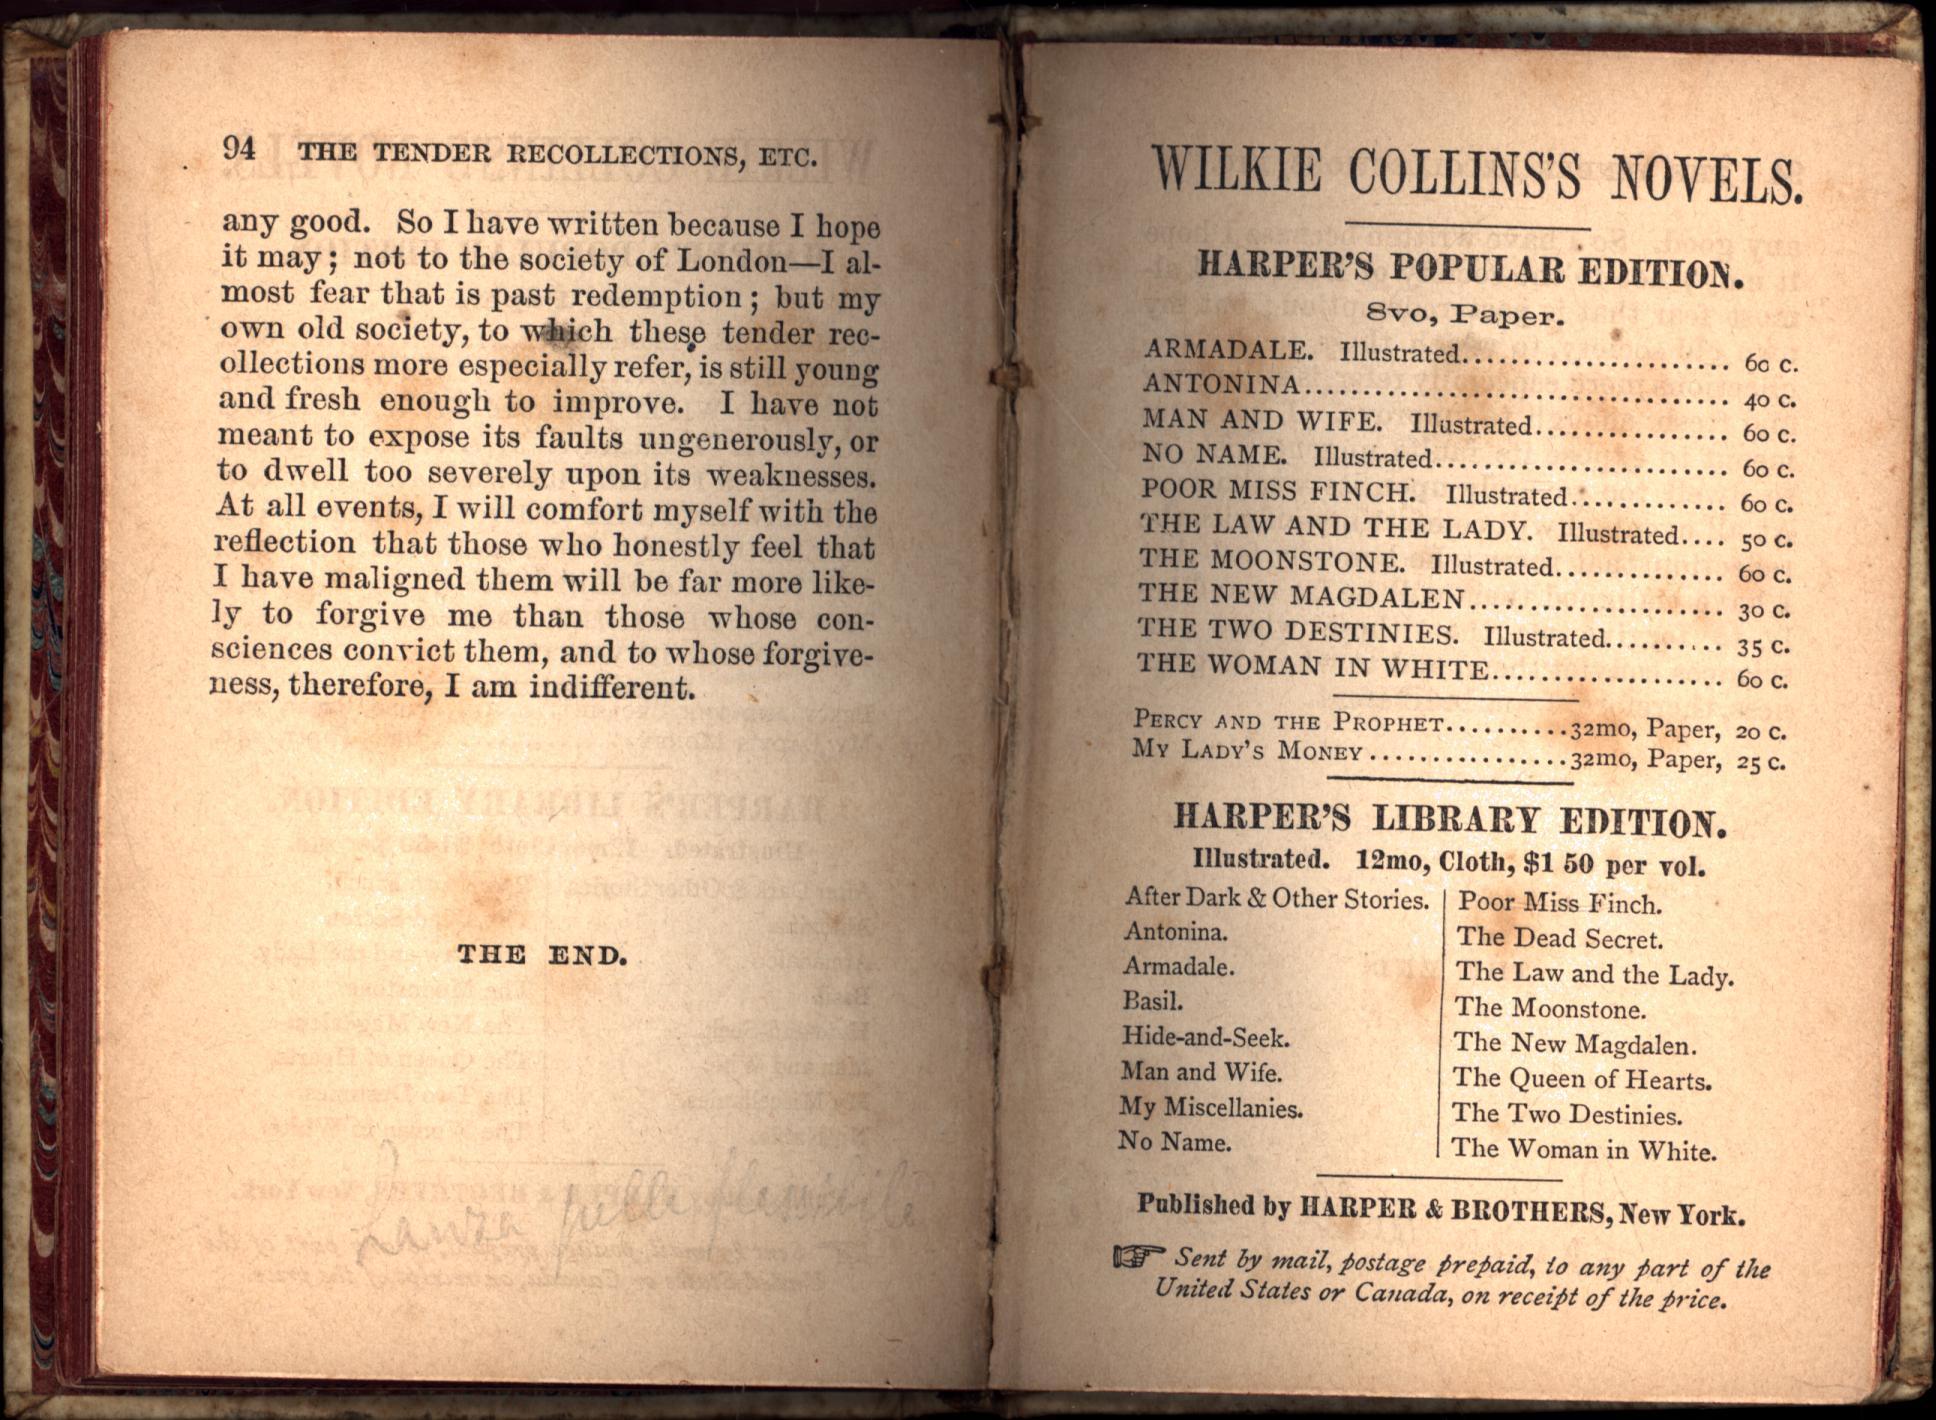 94 THE TENDER RECOLLECTIONS, ETC.
any good. So I have written because I hope
it may; not to the society of London—I al-
most fear that is past redemption; but my
own old society, to which these tender rec-
ollections more especially refer, is still young
and fresh enough to improve. I have not
meant to expose its faults ungenerously, or
to dwell too severely upon its weaknesses.
At all events, I will comfort myself with the
reflection that those who honestly feel that
I have maligned them will be far more like-
ly to forgive me than those whose con-
sciences convict them, and to whose forgive-
ness, therefore, I am indifferent.
THE END.
WILKIE COLLINS'S NOVELS.
HARPER'S POPULAR EDITION.
8vo, Paper.
ARMADALE. Illustrated........................ 60 c.
ANTONINA..................................... 40 c.
MAN AND WIFE. Illustrated................. 60 c.
NO NAME. Illustrated.......................... 60 c.
POOR MISS FINCH. Illustrated.............. 60 c.
THE LAW AND THE LADY. Illustrated.... 50 c.
THE MOONSTONE. Illustrated............... 60 c.
THE NEW MAGDALEN...................... 30 c.
THE TWO DESTINIES. Illustrated.......... 35 c.
THE WOMAN IN WHITE.................... 60 c.
PERCY AND THE PROPHET..........32mo, Paper, 20 c.
MY LADY'S MONEY................32mo, Paper, 25 c.
HARPER'S LIBRARY EDITION.
Illustrated. 12mo, Cloth, $1 50 per vol.
After Dark & Other Stories.
Antonina.
Armadale.
Basil.
Hide-and-Seek.
Man and Wife.
My Miscellanies.
No Name.
Poor Miss Finch.
The Dead Secret.
The Law and the Lady.
The Moonstone.
The New Magdalen.
The Queen of Hearts.
The Two Destinies.
The Woman in White.
Published by HARPER & BROTHERS, New York.
☞ Sent by mail, postage prepaid, to any part of the
United States or Canada, on receipt of the price.